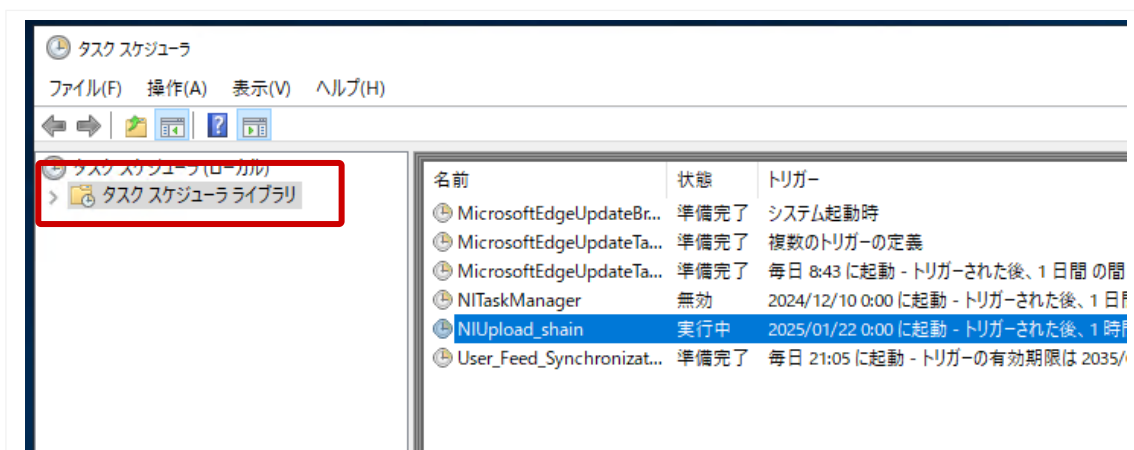 タスク スケジューラ
ファイル(F) 操作(A) 表示(V) ヘルプ(H)
タスク スケジューラ (ローカル)
タスク スケジューラ ライブラリ
名前 状態 トリガー
MicrosoftEdgeUpdateBr... 準備完了 システム起動時
MicrosoftEdgeUpdateTa... 準備完了 複数のトリガーの定義
MicrosoftEdgeUpdateTa... 準備完了 毎日 8:43 に起動 - トリガーされた後、1 日間 の間
NITaskManager 無効 2024/12/10 0:00 に起動 - トリガーされた後、1 日
NIUpload_shain 実行中 2025/01/22 0:00 に起動 - トリガーされた後、1 時
User_Feed_Synchronizat... 準備完了 毎日 21:05 に起動 - トリガーの有効期限は 2035/